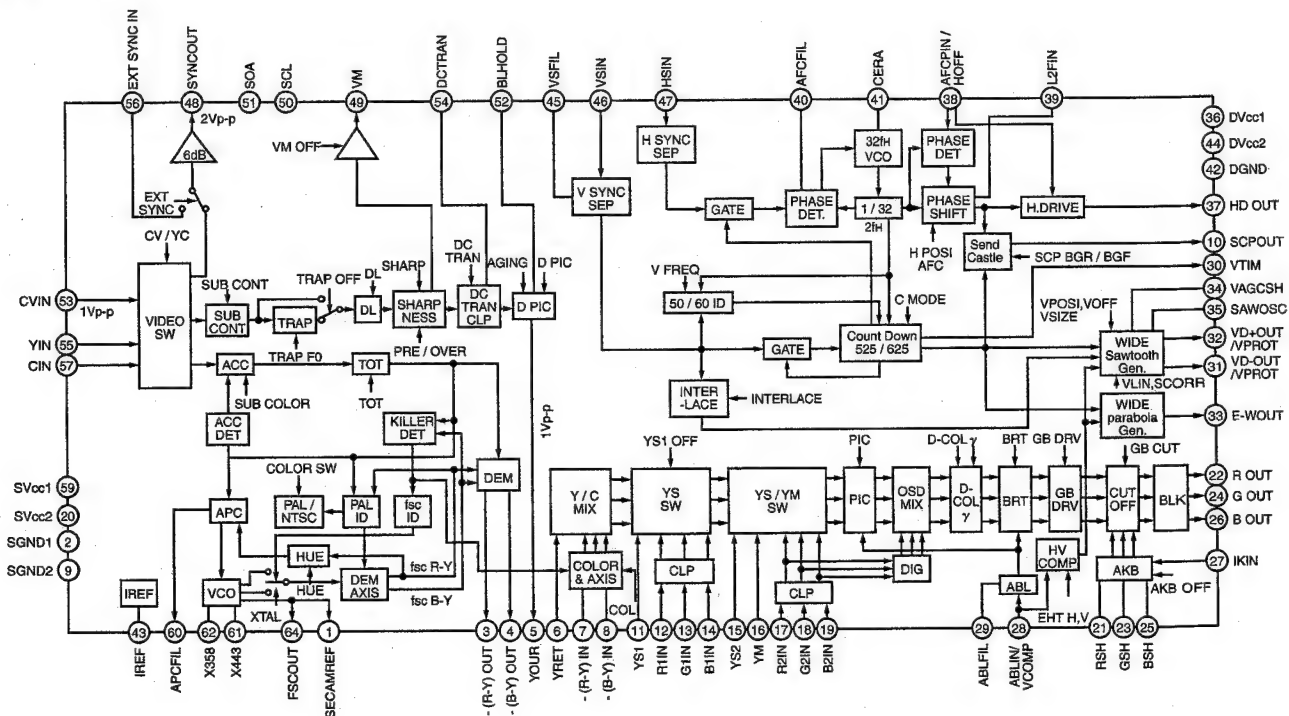 EXT SYNC IN
SYNCOUT
SOA
SCL
VM
DCTRAN
BLHOLD
VSFIL
VSIN
HSIN
AFCFIL
CERA
AFCPIN / HOFF
L2FIN
56
48
51
50
49
54
52
45
46
47
40
41
38
39
2Vp-p
6dB
VM OFF
EXT SYNC
CV / YC
H SYNC SEP
V SYNC SEP
32fH VCO
PHASE DET
GATE
PHASE DET.
1 / 32
2fH
PHASE SHIFT
H.DRIVE
H POSI AFC
Send Castle
SCP BGR / BGF
36 DVcc1
44 DVcc2
42 DGND
37 HD OUT
10 SCPOUT
30 VTIM
34 VAGCSH
35 SAWOSC
32 VD+OUT /VPROT
31 VD-OUT /VPROT
33 E-WOUT
22 R OUT
24 G OUT
26 B OUT
27 IKIN
CVIN 53
1Vp-p
YIN 55
CIN 57
VIDEO SW
SUB CONT
SUB CONT
TRAP OFF
TRAP
DL
DL
SHARP
SHARP NESS
DC TRAN
DC TRAN CLP
AGING
D PIC
D PIC
TRAP F0
PRE / OVER
ACC
SUB COLOR
TOT
TOT
ACC DET
KILLER DET
1Vp-p
V FREQ
50 / 60 ID
C MODE
GATE
Count Down 525 / 625
INTER -LACE
INTERLACE
VPOSI,VOFF
VSIZE
WIDE Sawtooth Gen.
VLIN,SCORR
WIDE parabola Gen.
COLOR SW
PAL / NTSC
PAL ID
fsc ID
DEM
APC
HUE
HUE
VCO
XTAL
DEM AXIS
fsc R-Y
fsc B-Y
SVcc1 59
SVcc2 20
SGND1 2
SGND2 9
IREF
YS1 OFF
Y / C MIX
YS SW
YS / YM SW
PIC
PIC
OSD MIX
D-COL γ
D-COL γ
BRT
BRT
GB DRV
GB DRV
GB CUT
CUT OFF
BLK
COLOR & AXIS
COL
CLP
CLP
DIG
ABL
HV COMP
EHT H,V
AKB
AKB OFF
43
60
62
61
64
1
3
4
5
6
7
8
11
12
13
14
15
16
17
18
19
29
28
21
23
25
IREF
APCFIL
X358
X443
FSCOUT
SECAMREF
- (R-Y) OUT
- (B-Y) OUT
YOUR
YRET
- (R-Y) IN
- (B-Y) IN
YS1
R1IN
G1IN
B1IN
YS2
YM
R2IN
G2IN
B2IN
ABLFIL
ABLIN/ VCOMP
RSH
GSH
BSH